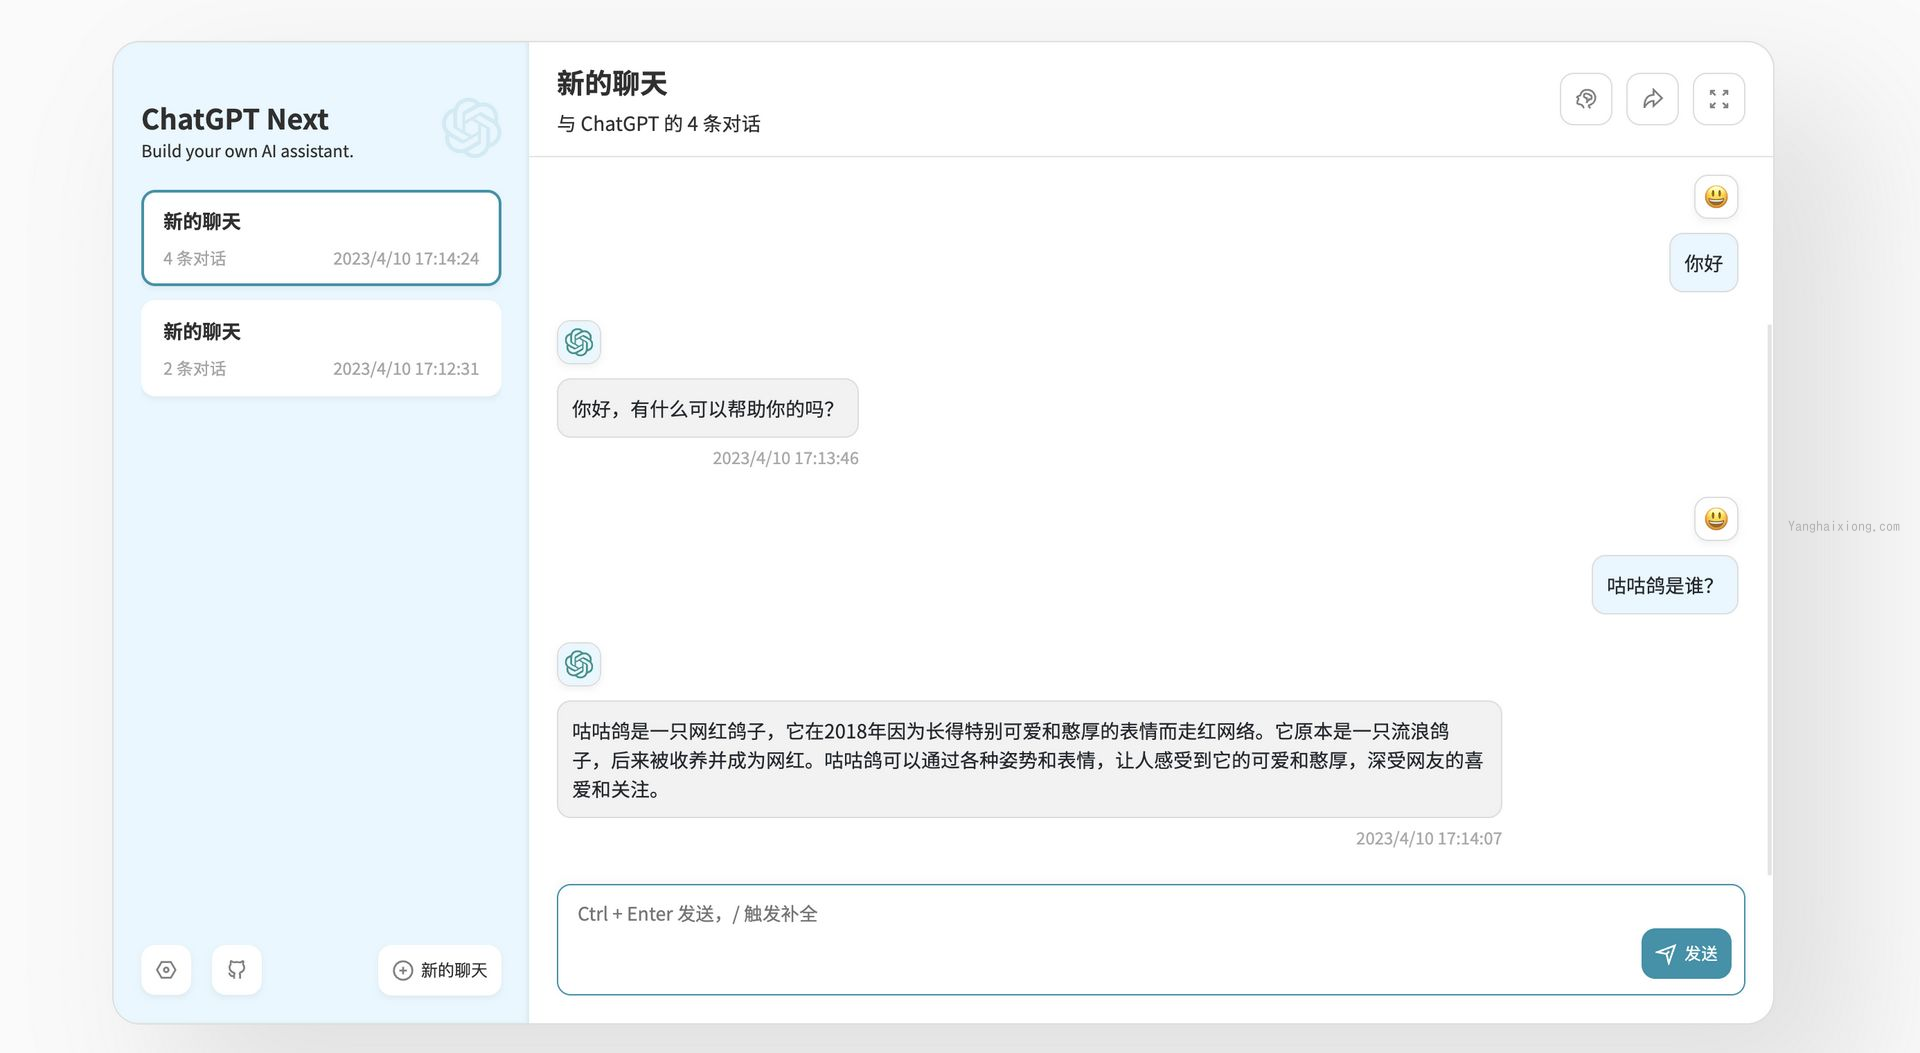 ChatGPT Next
Build your own AI assistant.
新的聊天
4 条对话 2023/4/10 17:14:24
新的聊天
2 条对话 2023/4/10 17:12:31
新的聊天
新的聊天
与 ChatGPT 的 4 条对话
你好
你好，有什么可以帮助你的吗？
2023/4/10 17:13:46
咕咕鸽是谁？
咕咕鸽是一只网红鸽子，它在2018年因为长得特别可爱和憨厚的表情而走红网络。它原本是一只流浪鸽
子，后来被收养并成为网红。咕咕鸽可以通过各种姿势和表情，让人感受到它的可爱和憨厚，深受网友的喜
爱和关注。
2023/4/10 17:14:07
Ctrl + Enter 发送，/ 触发补全
发送
Yanghaixiong.com